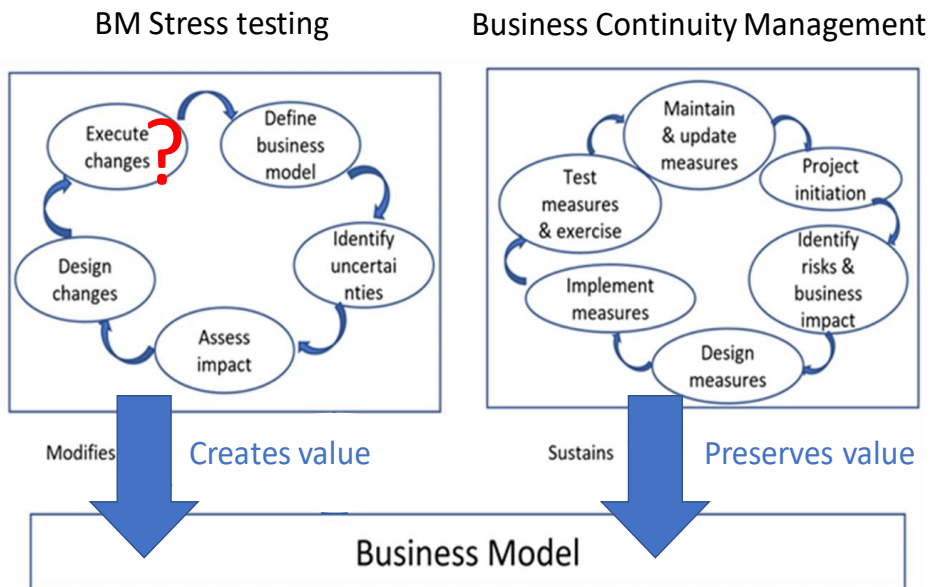 BM Stress testing
Business Continuity Management
Execute
changes
?
Define
business
model
Identify
uncertai
nties
Assess
impact
Design
changes
Maintain
& update
measures
Project
initiation
Identify
risks &
business
impact
Design
measures
Implement
measures
Test
measures
& exercise
Modifies
Creates value
Sustains
Preserves value
Business Model